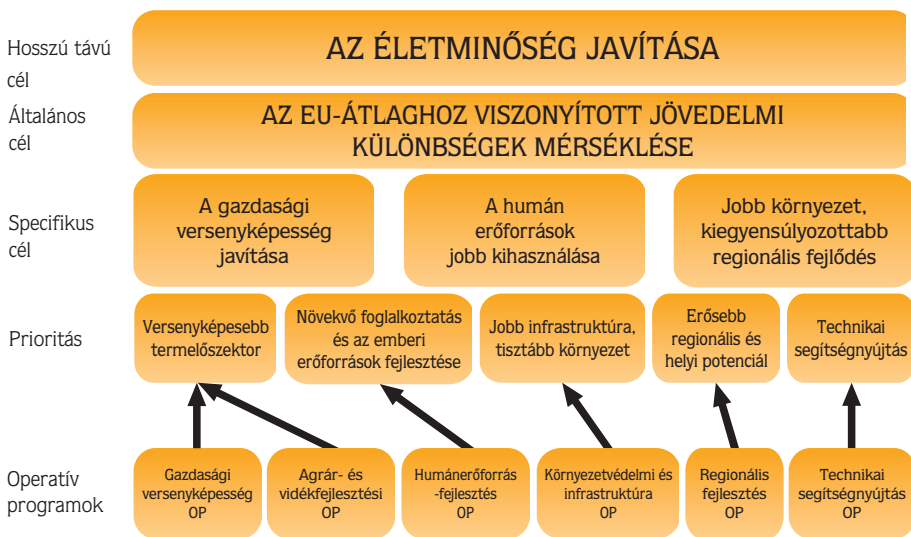 Hosszú távú
cél
AZ ÉLETMINŐSÉG JAVÍTÁSA
Általános
cél
AZ EU-ÁTLAGHOZ VISZONYÍTOTT JÖVEDELMI
KÜLÖNBSÉGEK MÉRSÉKLÉSE
Specifikus
cél
A gazdasági
versenyképesség
javítása
A humán
erőforrások
jobb kihasználása
Jobb környezet,
kiegyensúlyozottabb
regionális fejlődés
Prioritás
Versenyképesebb
termelőszektor
Növekvő foglalkoztatás
és az emberi
erőforrások fejlesztése
Jobb infrastruktúra,
tisztább környezet
Erősebb
regionális és
helyi potenciál
Technikai
segítségnyújtás
Operatív
programok
Gazdasági
versenyképesség
OP
Agrár- és
vidékfejlesztési
OP
Humánerőforrás
-fejlesztés
OP
Környezetvédelmi és
infrastruktúra
OP
Regionális
fejlesztés
OP
Technikai
segítségnyújtás
OP